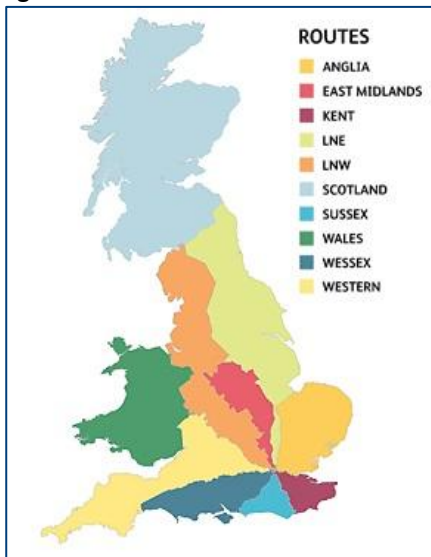 ROUTES
ANGLIA
EAST MIDLANDS
KENT
LNE
LNW
SCOTLAND
SUSSEX
WALES
WESSEX
WESTERN